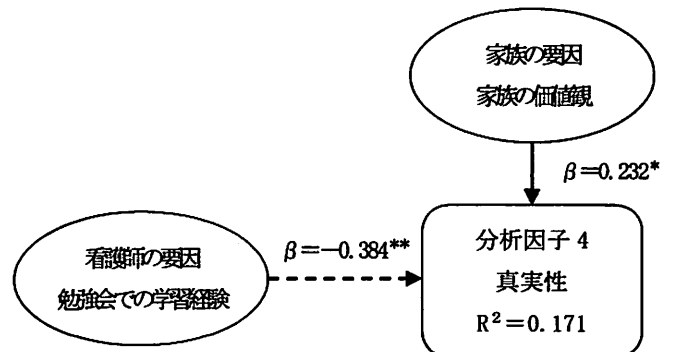 家族の要因
家族の価値観
β=0.232*
看護師の要因
勉強会での学習経験
β=-0.384**
分析因子4
真実性
R²=0.171